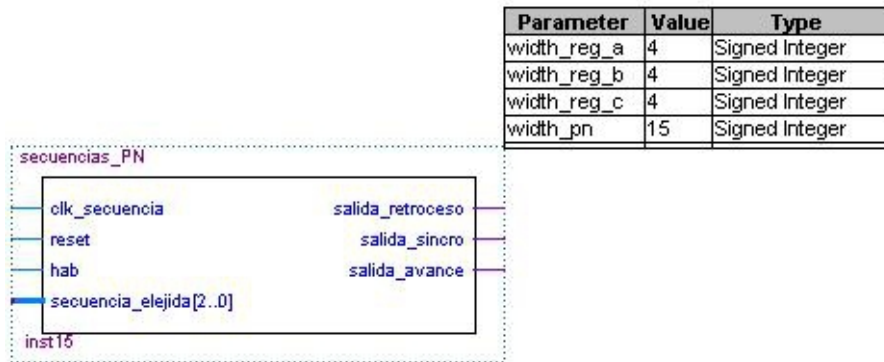 Parameter Value Type
width_reg_a 4 Signed Integer
width_reg_b 4 Signed Integer
width_reg_c 4 Signed Integer
width_pn 15 Signed Integer
secuencias_PN
clk_secuencia salida_retroceso
reset salida_sincro
hab salida_avance
secuencia_elejida[2..0]
inst15